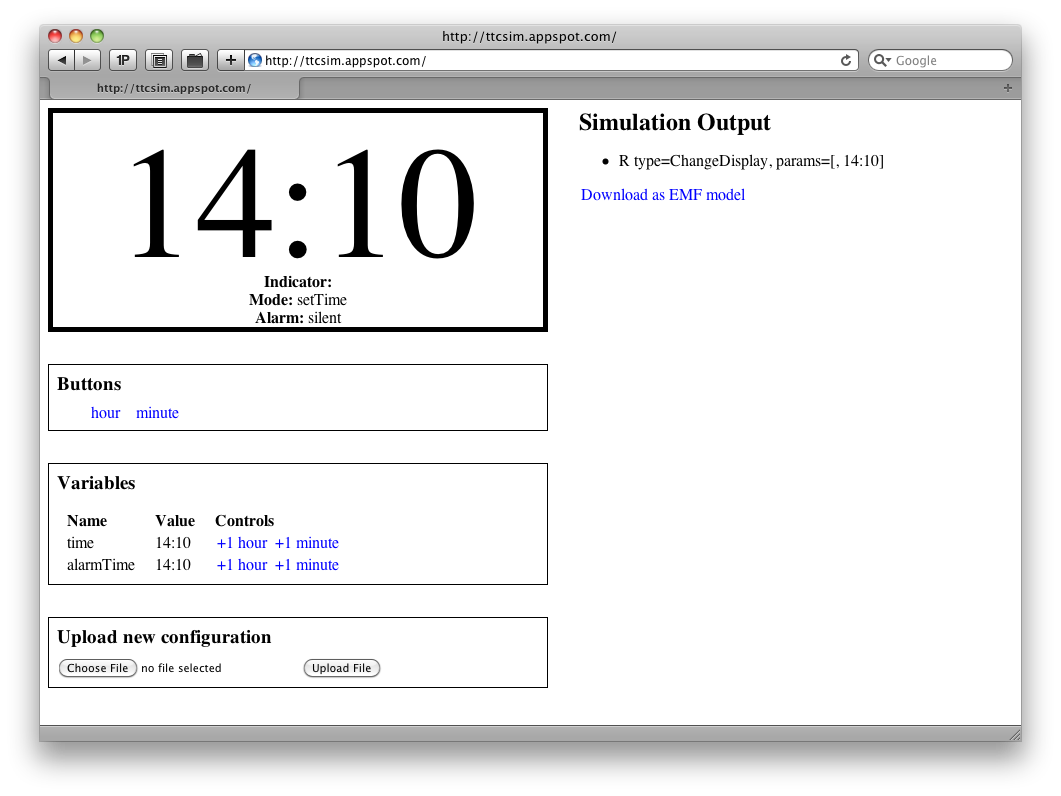 http://ttcsim.appspot.com/
1P
http://ttcsim.appspot.com/
Google
http://ttcsim.appspot.com/
14:10
Indicator:
Mode: setTime
Alarm: silent
Buttons
hour minute
Variables
Name Value Controls
time 14:10 +1 hour +1 minute
alarmTime 14:10 +1 hour +1 minute
Upload new configuration
Choose File no file selected Upload File
Simulation Output
• R type=ChangeDisplay, params=[, 14:10]
Download as EMF model